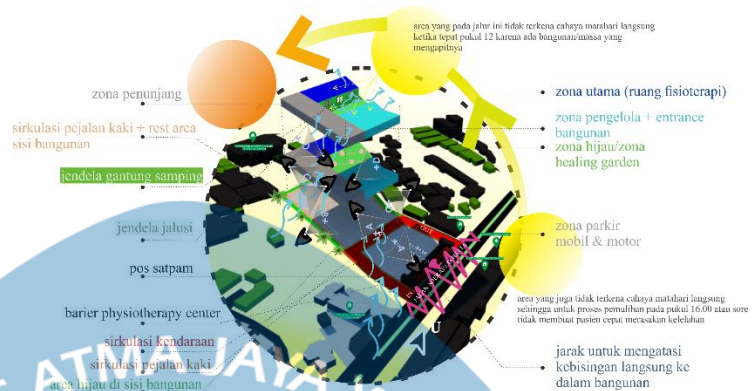 area yang pada jalur ini tidak terkena cahaya matahari langsung
ketika tepat pukul 12 karena ada bangunan/massa yang
mengapitnya
zona penunjang
sirkulasi pejalan kaki + rest area
sisi bangunan
jendela gantung samping
jendela jalusi
pos satpam
barier physiotherapy center
sirkulasi kendaraan
sirkulasi pejalan kaki
area hijau di sisi bangunan
zona utama (ruang fisioterapi)
zona pengelola + entrance
bangunan
zona hijau/zona
healing garden
zona parkir
mobil & motor
area yang juga tidak terkena cahaya matahari langsung
sehingga untuk proses pemulihan pada pukul 16.00 atau sore
tidak membuat pasien cepat merasakan kelelahan
jarak untuk mengatasi
kebisingan langsung ke
dalam bangunan
U
ATMA JAYA